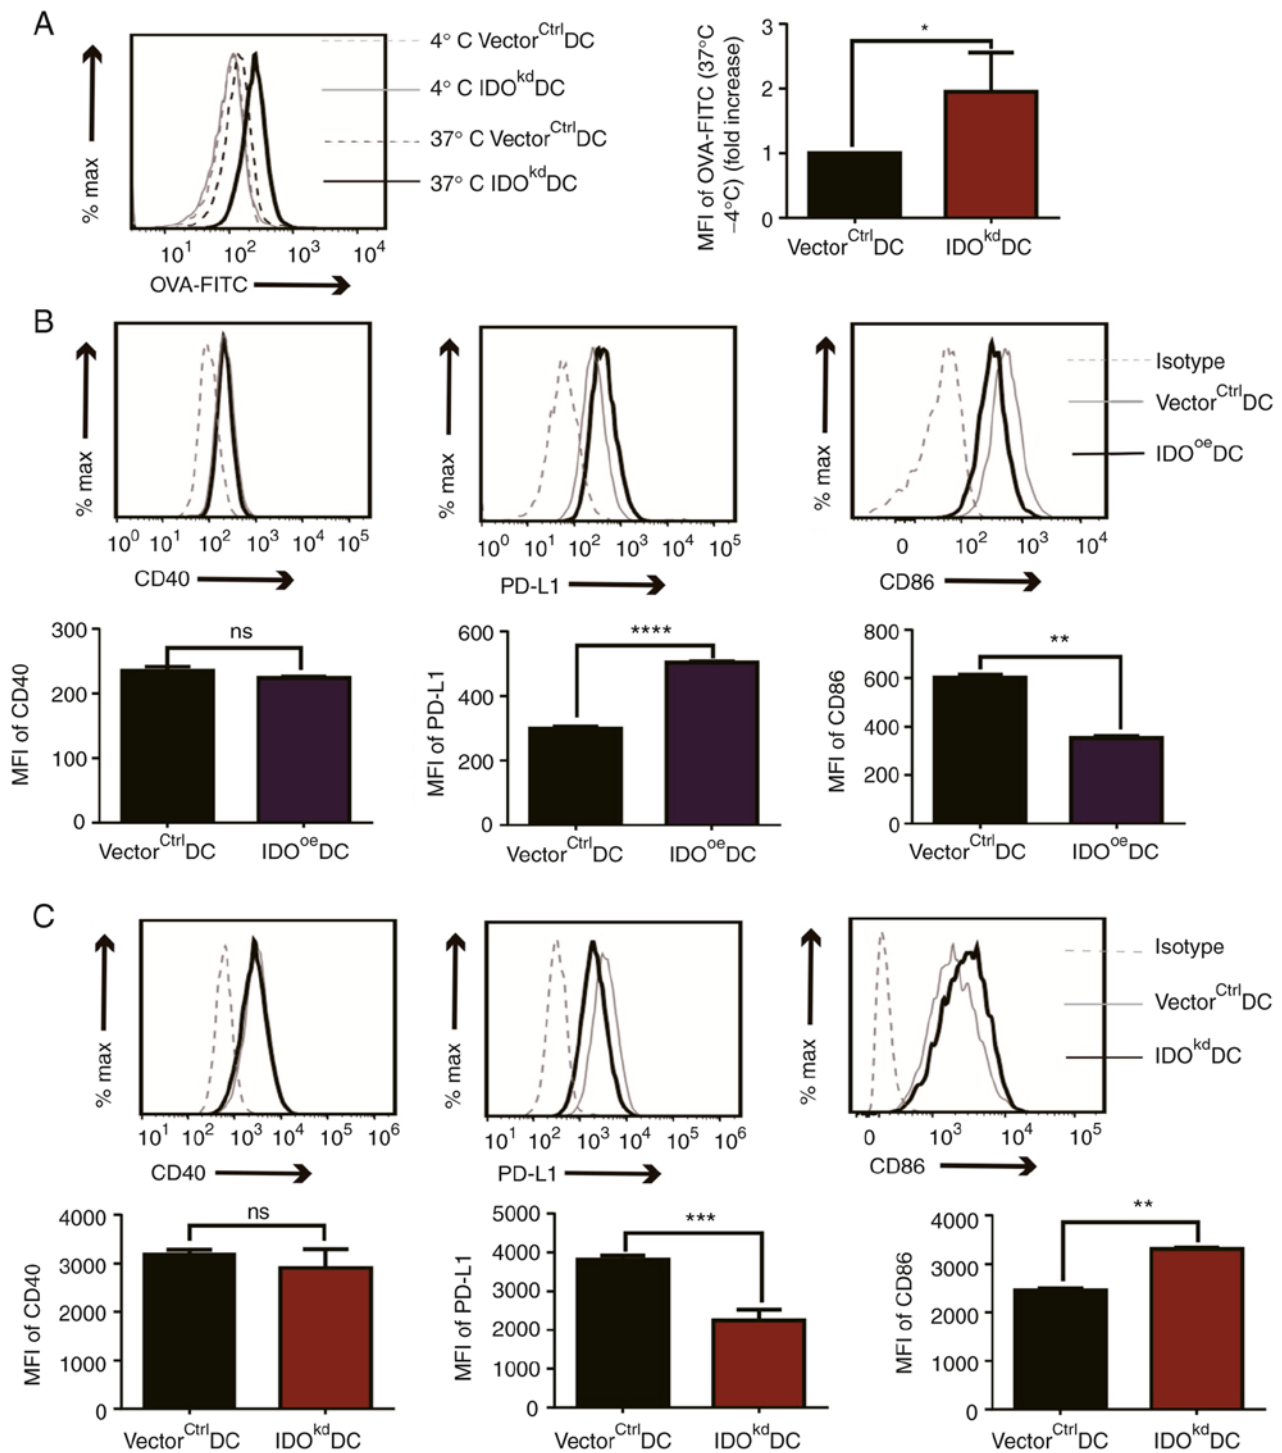 A
% max
4° C Vector^Ctrl DC
4° C IDO^kd DC
37° C Vector^Ctrl DC
37° C IDO^kd DC
10^1 10^2 10^3 10^4
OVA-FITC
MFI of OVA-FITC (37°C
–4°C) (fold increase)
3
2
1
0
*
Vector^Ctrl DC IDO^kd DC
B
% max
10^0 10^1 10^2 10^3 10^4 10^5
CD40
% max
10^0 10^1 10^2 10^3 10^4 10^5
PD-L1
% max
0 10^2 10^3 10^4
CD86
Isotype
Vector^Ctrl DC
IDO^oe DC
MFI of CD40
300
200
100
0
ns
Vector^Ctrl DC IDO^oe DC
MFI of PD-L1
600
400
200
0
****
Vector^Ctrl DC IDO^oe DC
MFI of CD86
800
600
400
200
0
**
Vector^Ctrl DC IDO^oe DC
C
% max
10^1 10^2 10^3 10^4 10^5 10^6
CD40
% max
10^1 10^2 10^3 10^4 10^5 10^6
PD-L1
% max
0 10^3 10^4 10^5
CD86
Isotype
Vector^Ctrl DC
IDO^kd DC
MFI of CD40
4000
3000
2000
1000
0
ns
Vector^Ctrl DC IDO^kd DC
MFI of PD-L1
5000
4000
3000
2000
1000
0
***
Vector^Ctrl DC IDO^kd DC
MFI of CD86
4000
3000
2000
1000
0
**
Vector^Ctrl DC IDO^kd DC